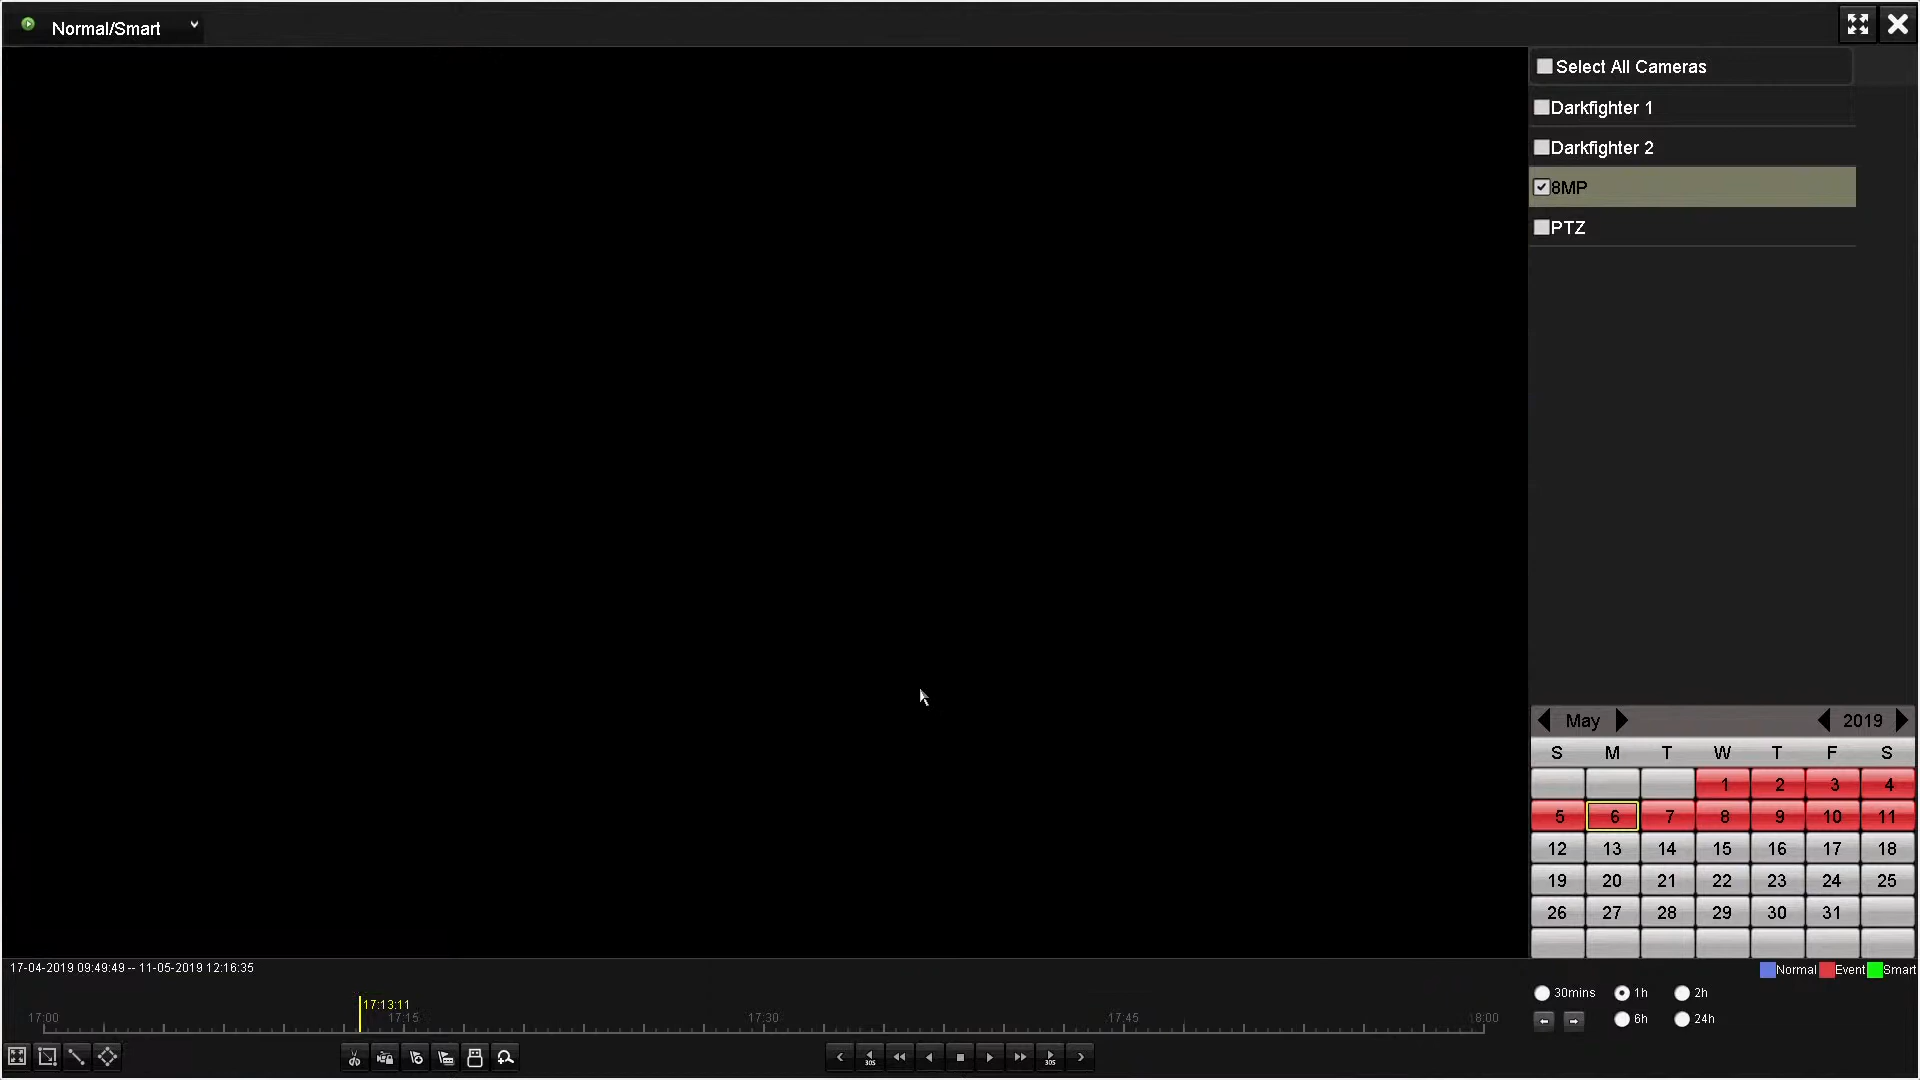 Normal/Smart
Select All Cameras
Darkfighter 1
Darkfighter 2
8MP
PTZ
May 2019
S M T W T F S
1 2 3 4
5 6 7 8 9 10 11
12 13 14 15 16 17 18
19 20 21 22 23 24 25
26 27 28 29 30 31
17-04-2019 09:49:49 -- 11-05-2019 12:16:35
Normal Event Smart
17:13:11
17:00 17:15 17:30 17:45 18:00
30mins 1h 2h
6h 24h
30S 30S